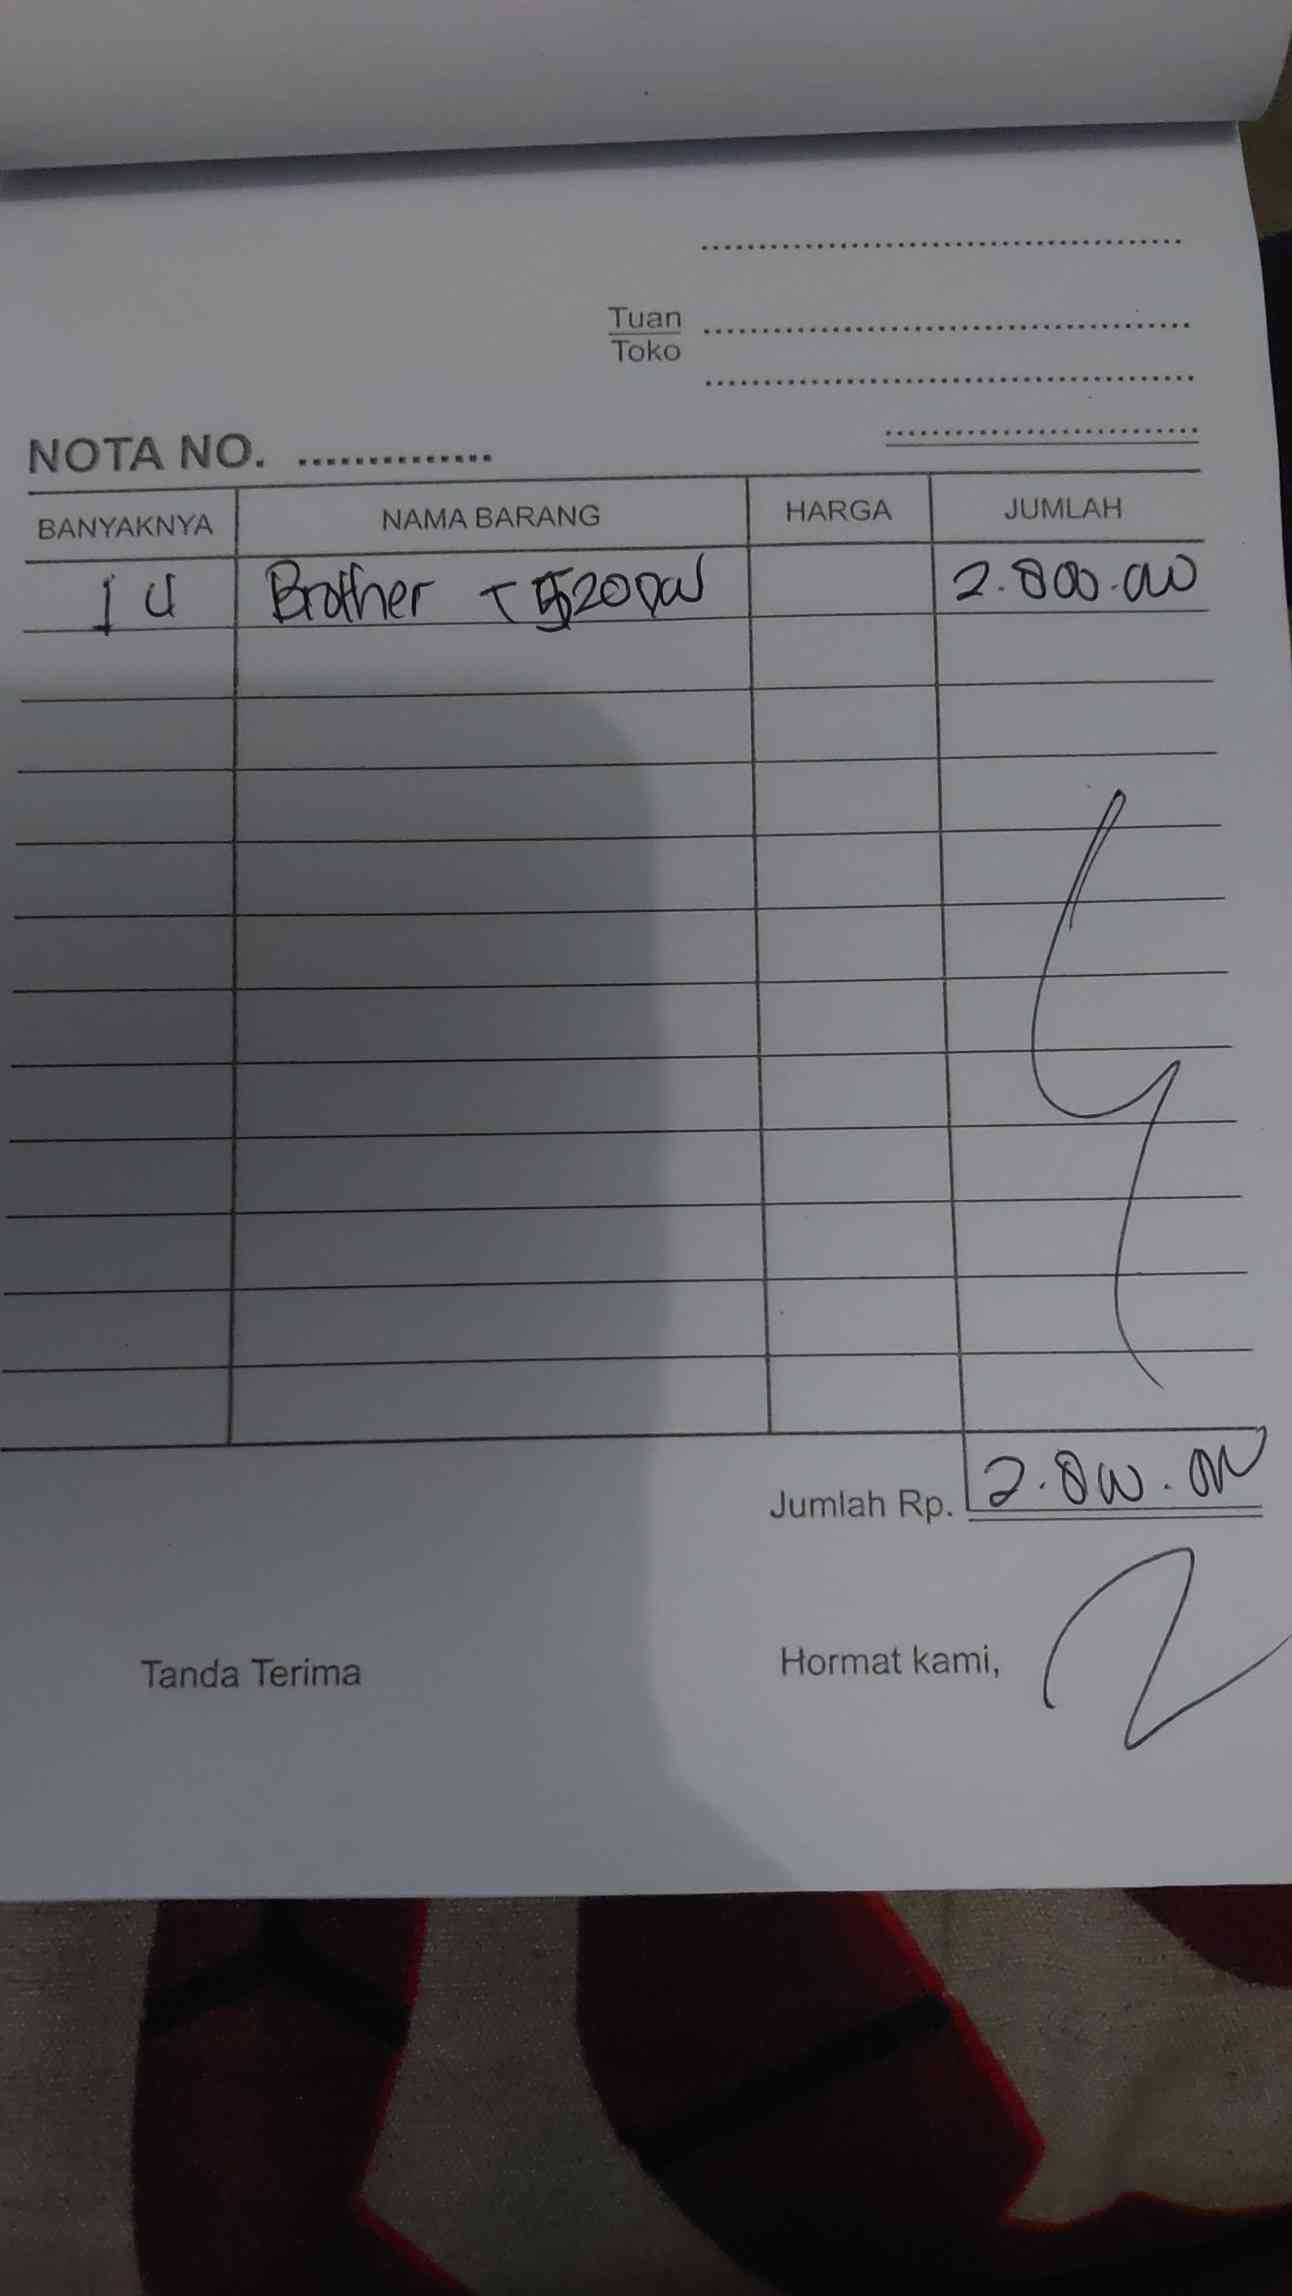 Tuan
Toko
NOTA NO. ..............
BANYAKNYA NAMA BARANG HARGA JUMLAH
1 U Brother T520DW 2.800.000
Jumlah Rp. 2.800.000
Tanda Terima Hormat kami,